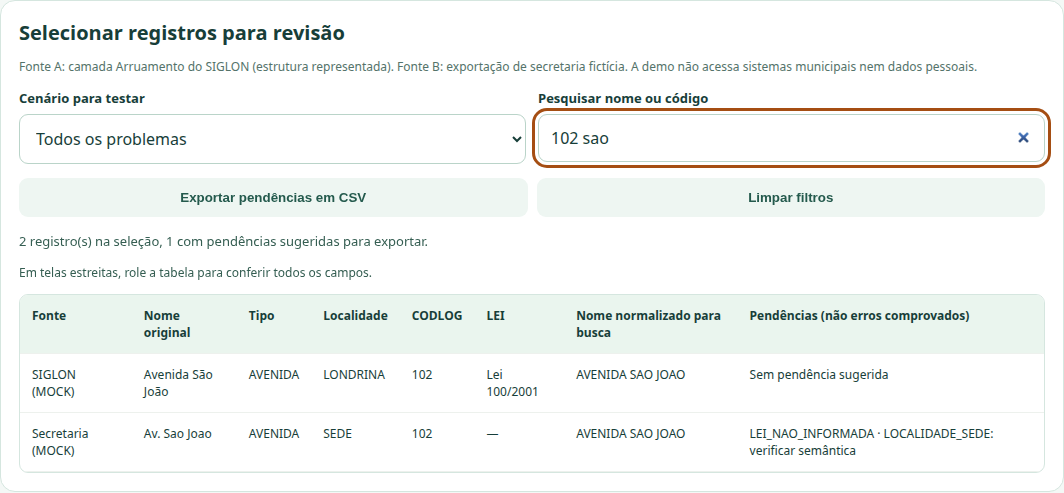 Selecionar registros para revisão
Fonte A: camada Arruamento do SIGLON (estrutura representada). Fonte B: exportação de secretaria fictícia. A demo não acessa sistemas municipais nem dados pessoais.
Cenário para testar
Pesquisar nome ou código
Todos os problemas
102 sao
Exportar pendências em CSV
Limpar filtros
2 registro(s) na seleção, 1 com pendências sugeridas para exportar.
Em telas estreitas, role a tabela para conferir todos os campos.
Fonte Nome original Tipo Localidade CODLOG LEI Nome normalizado para busca Pendências (não erros comprovados)
SIGLON (MOCK) Avenida São João AVENIDA LONDRINA 102 Lei 100/2001 AVENIDA SAO JOAO Sem pendência sugerida
Secretaria (MOCK) Av. Sao Joao AVENIDA SEDE 102 — AVENIDA SAO JOAO LEI_NAO_INFORMADA · LOCALIDADE_SEDE: verificar semântica